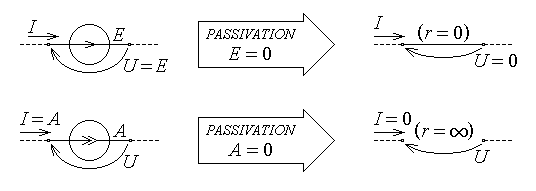 I E U = E
PASSIVATION
E = 0
I (r = 0) U = 0
I = A A U
PASSIVATION
A = 0
I = 0 (r = ∞) U